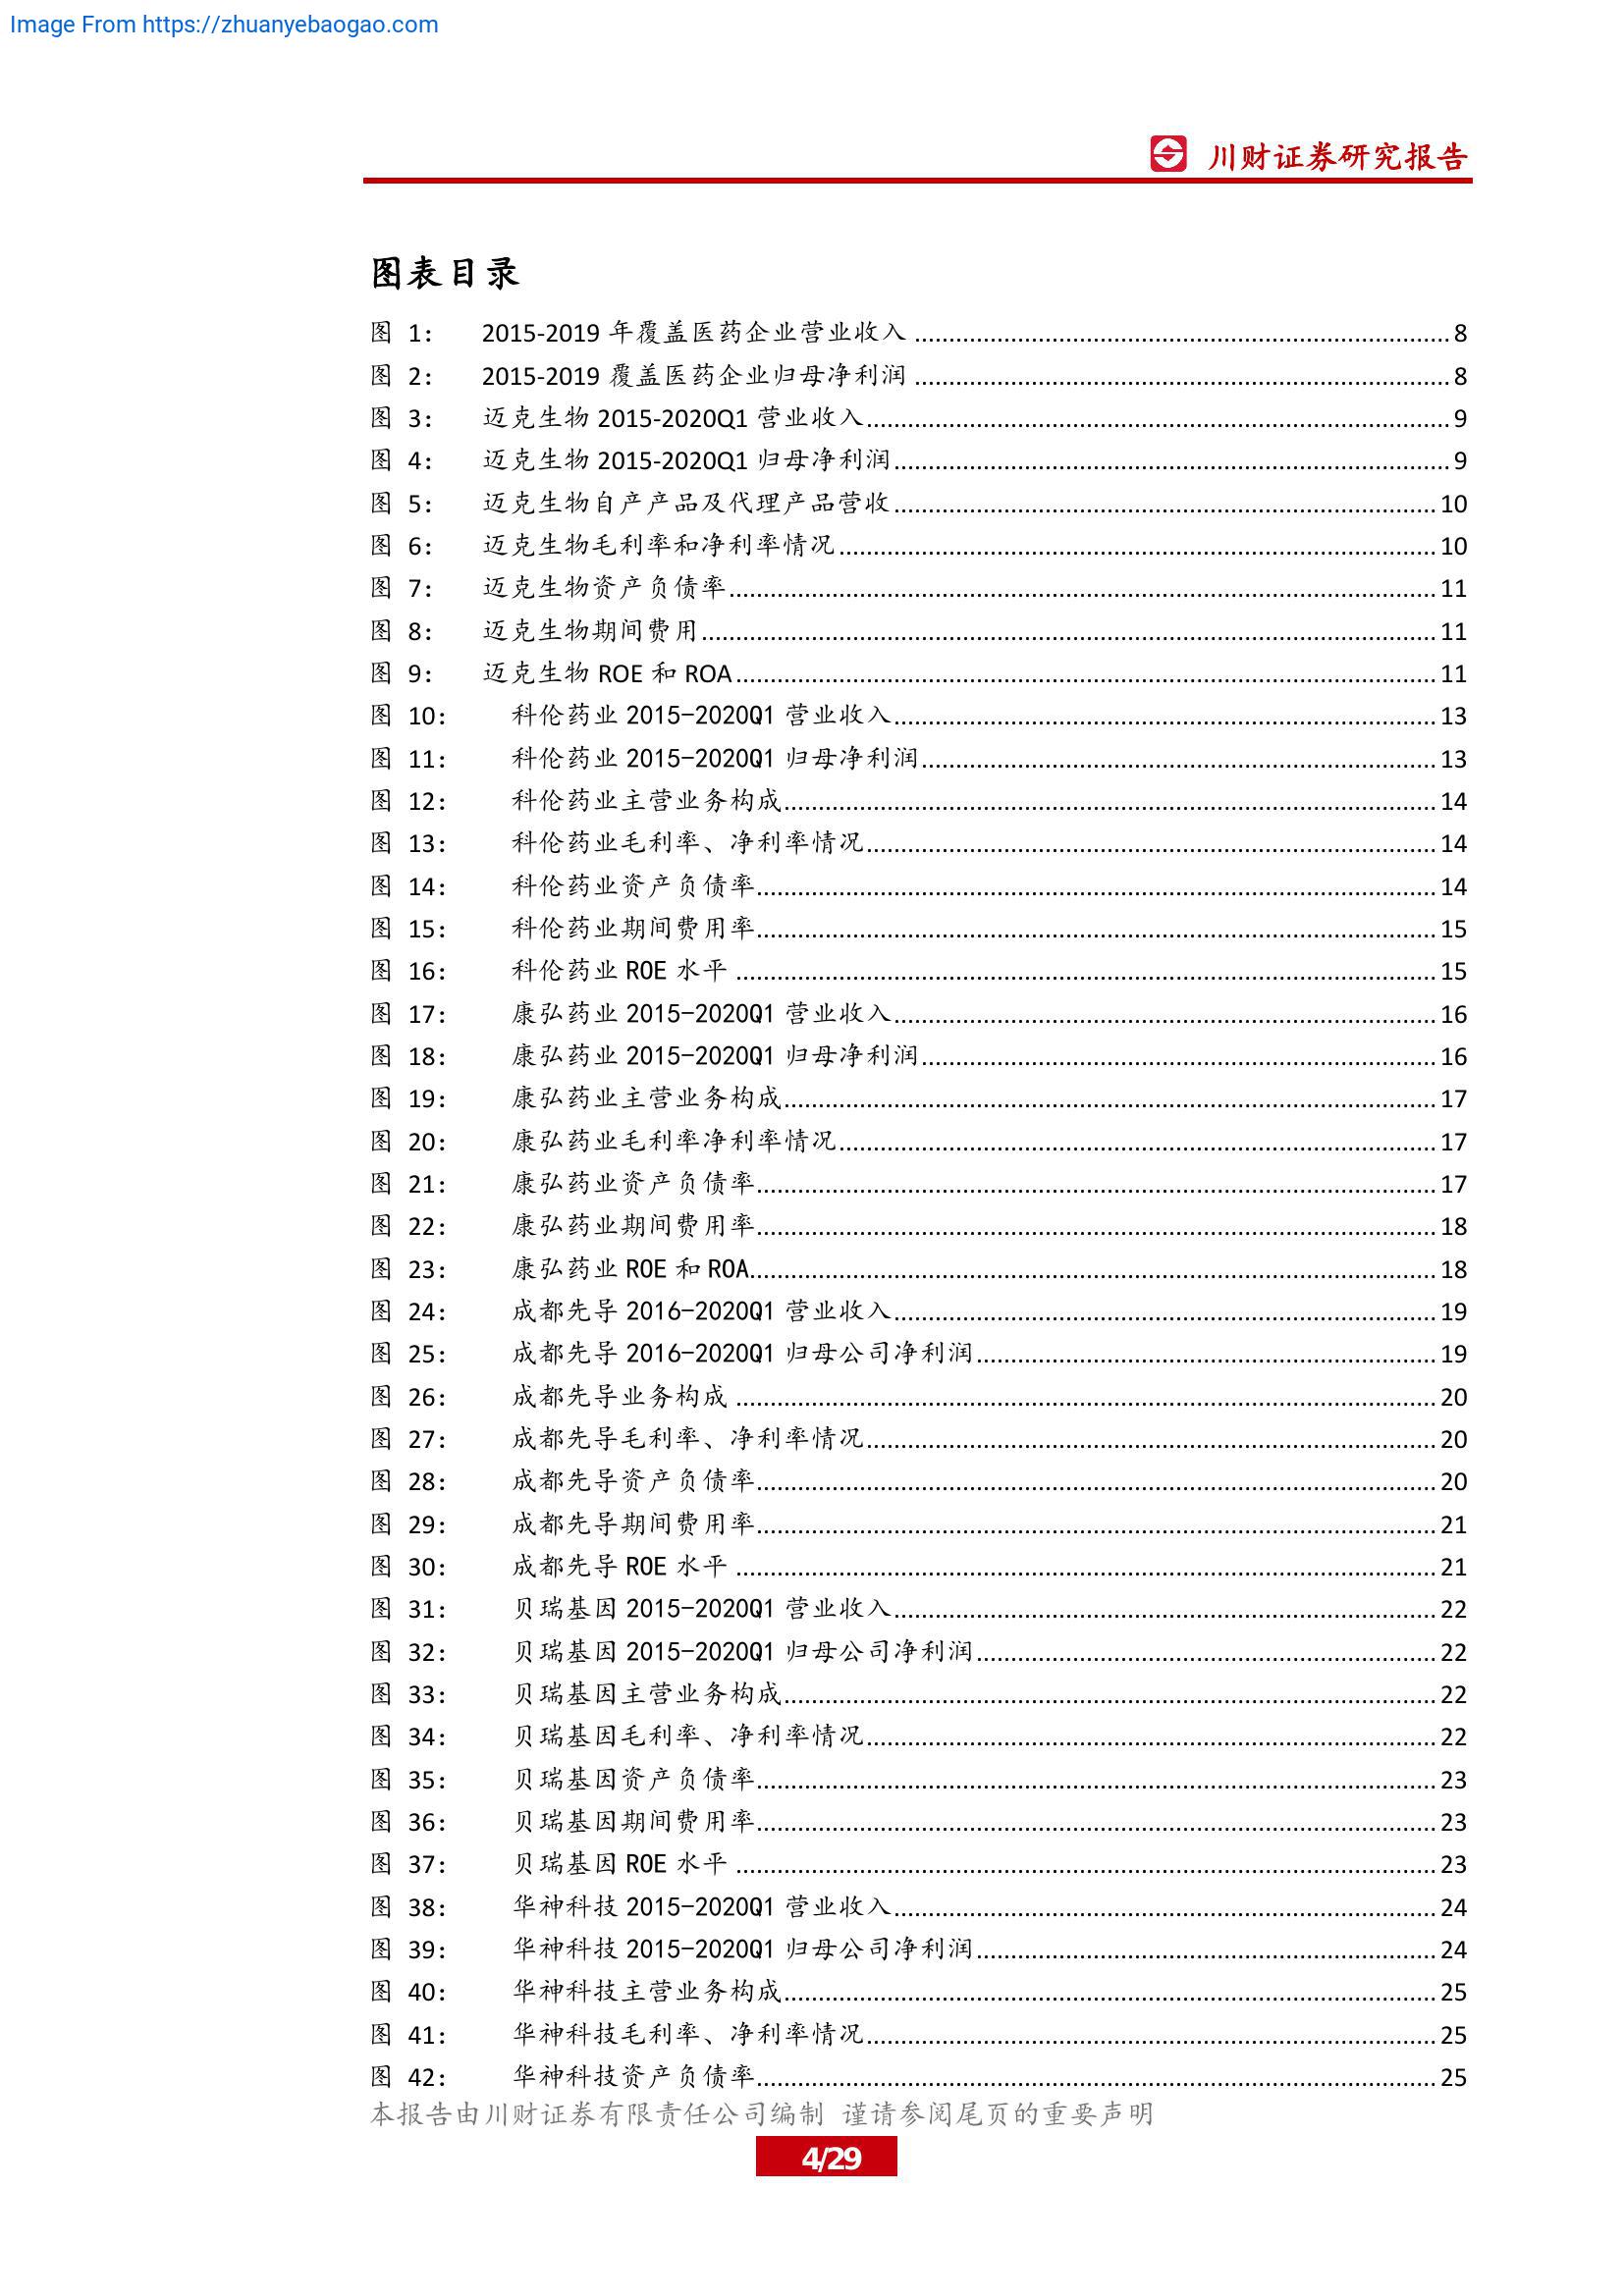 Image From https://zhuanyebaogao.com
川财证券研究报告
图表目录
图 1: 2015-2019 年覆盖医药企业营业收入 ........ 8
图 2: 2015-2019 覆盖医药企业归母净利润 ........ 8
图 3: 迈克生物 2015-2020Q1 营业收入 ........ 9
图 4: 迈克生物 2015-2020Q1 归母净利润 ........ 9
图 5: 迈克生物自产产品及代理产品营收 ........ 10
图 6: 迈克生物毛利率和净利率情况 ........ 10
图 7: 迈克生物资产负债率 ........ 11
图 8: 迈克生物期间费用 ........ 11
图 9: 迈克生物 ROE 和 ROA ........ 11
图 10: 科伦药业 2015-2020Q1 营业收入 ........ 13
图 11: 科伦药业 2015-2020Q1 归母净利润 ........ 13
图 12: 科伦药业主营业务构成 ........ 14
图 13: 科伦药业毛利率、净利率情况 ........ 14
图 14: 科伦药业资产负债率 ........ 14
图 15: 科伦药业期间费用率 ........ 15
图 16: 科伦药业 ROE 水平 ........ 15
图 17: 康弘药业 2015-2020Q1 营业收入 ........ 16
图 18: 康弘药业 2015-2020Q1 归母净利润 ........ 16
图 19: 康弘药业主营业务构成 ........ 17
图 20: 康弘药业毛利率净利率情况 ........ 17
图 21: 康弘药业资产负债率 ........ 17
图 22: 康弘药业期间费用率 ........ 18
图 23: 康弘药业 ROE 和 ROA ........ 18
图 24: 成都先导 2016-2020Q1 营业收入 ........ 19
图 25: 成都先导 2016-2020Q1 归母公司净利润 ........ 19
图 26: 成都先导业务构成 ........ 20
图 27: 成都先导毛利率、净利率情况 ........ 20
图 28: 成都先导资产负债率 ........ 20
图 29: 成都先导期间费用率 ........ 21
图 30: 成都先导 ROE 水平 ........ 21
图 31: 贝瑞基因 2015-2020Q1 营业收入 ........ 22
图 32: 贝瑞基因 2015-2020Q1 归母公司净利润 ........ 22
图 33: 贝瑞基因主营业务构成 ........ 22
图 34: 贝瑞基因毛利率、净利率情况 ........ 22
图 35: 贝瑞基因资产负债率 ........ 23
图 36: 贝瑞基因期间费用率 ........ 23
图 37: 贝瑞基因 ROE 水平 ........ 23
图 38: 华神科技 2015-2020Q1 营业收入 ........ 24
图 39: 华神科技 2015-2020Q1 归母公司净利润 ........ 24
图 40: 华神科技主营业务构成 ........ 25
图 41: 华神科技毛利率、净利率情况 ........ 25
图 42: 华神科技资产负债率 ........ 25
本报告由川财证券有限责任公司编制 谨请参阅尾页的重要声明
4/29